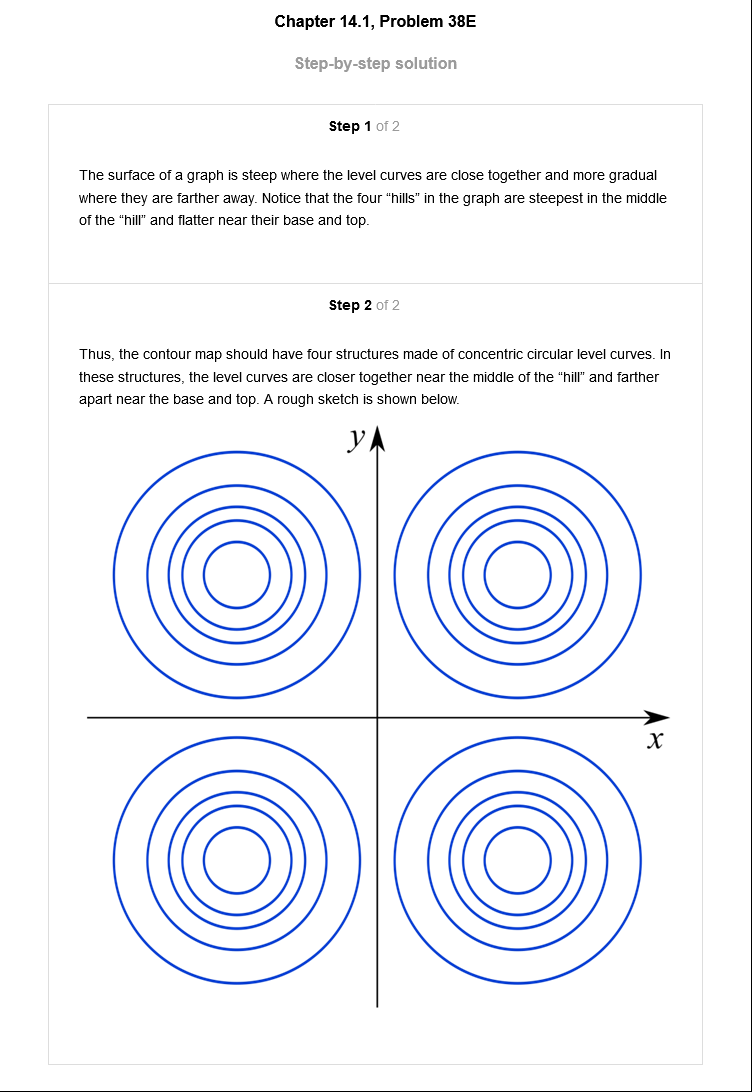 Chapter 14.1, Problem 38E
Step-by-step solution
Step 1 of 2
The surface of a graph is steep where the level curves are close together and more gradual
where they are farther away. Notice that the four “hills” in the graph are steepest in the middle
of the “hill” and flatter near their base and top.
Step 2 of 2
Thus, the contour map should have four structures made of concentric circular level curves. In
these structures, the level curves are closer together near the middle of the “hill” and farther
apart near the base and top. A rough sketch is shown below.
y
x